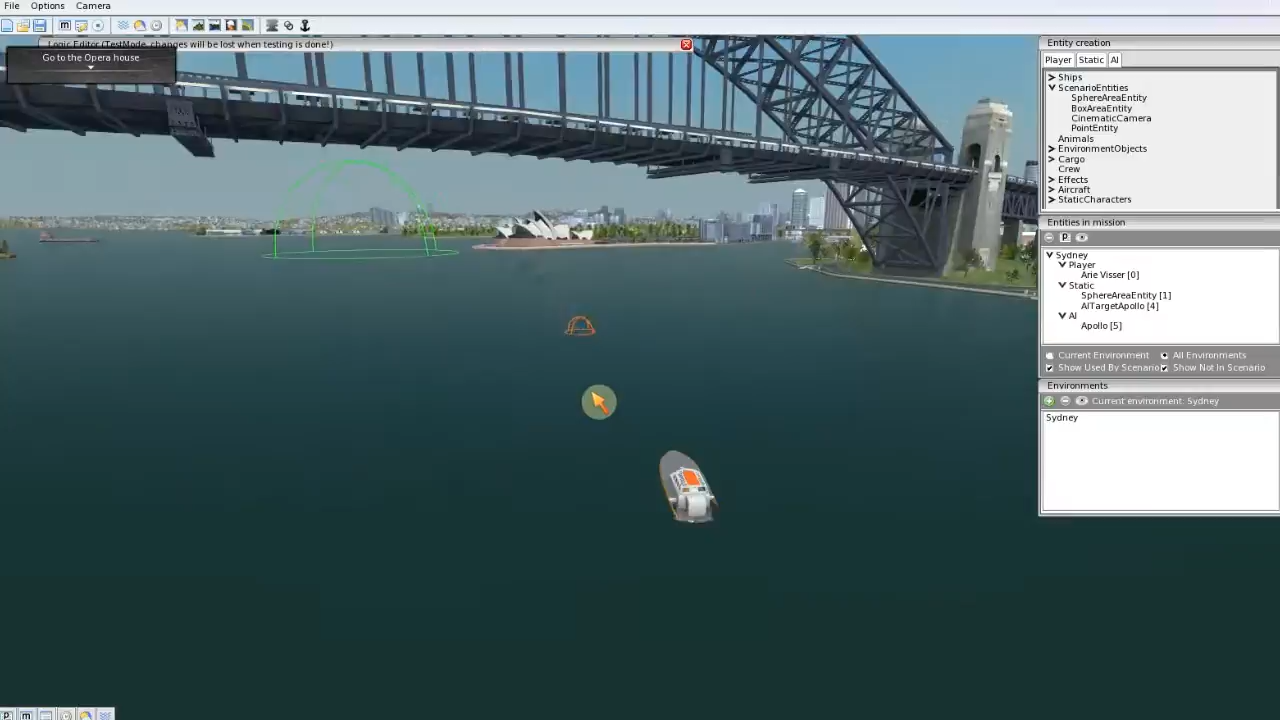 File Options Camera
Logic Editor (TestMode, changes will be lost when testing is done!)
Go to the Opera house
Entity creation
Player Static AI
Ships
ScenarioEntities
SphereAreaEntity
BoxAreaEntity
CinematicCamera
PointEntity
Animals
EnvironmentObjects
Cargo
Crew
Effects
Aircraft
StaticCharacters
Entities in mission
P
Sydney
Player
Arie Visser [0]
Static
SphereAreaEntity [1]
AITargetApollo [4]
AI
Apollo [5]
Current Environment All Environments
Show Used By Scenario Show Not In Scenario
Environments
Current environment: Sydney
Sydney